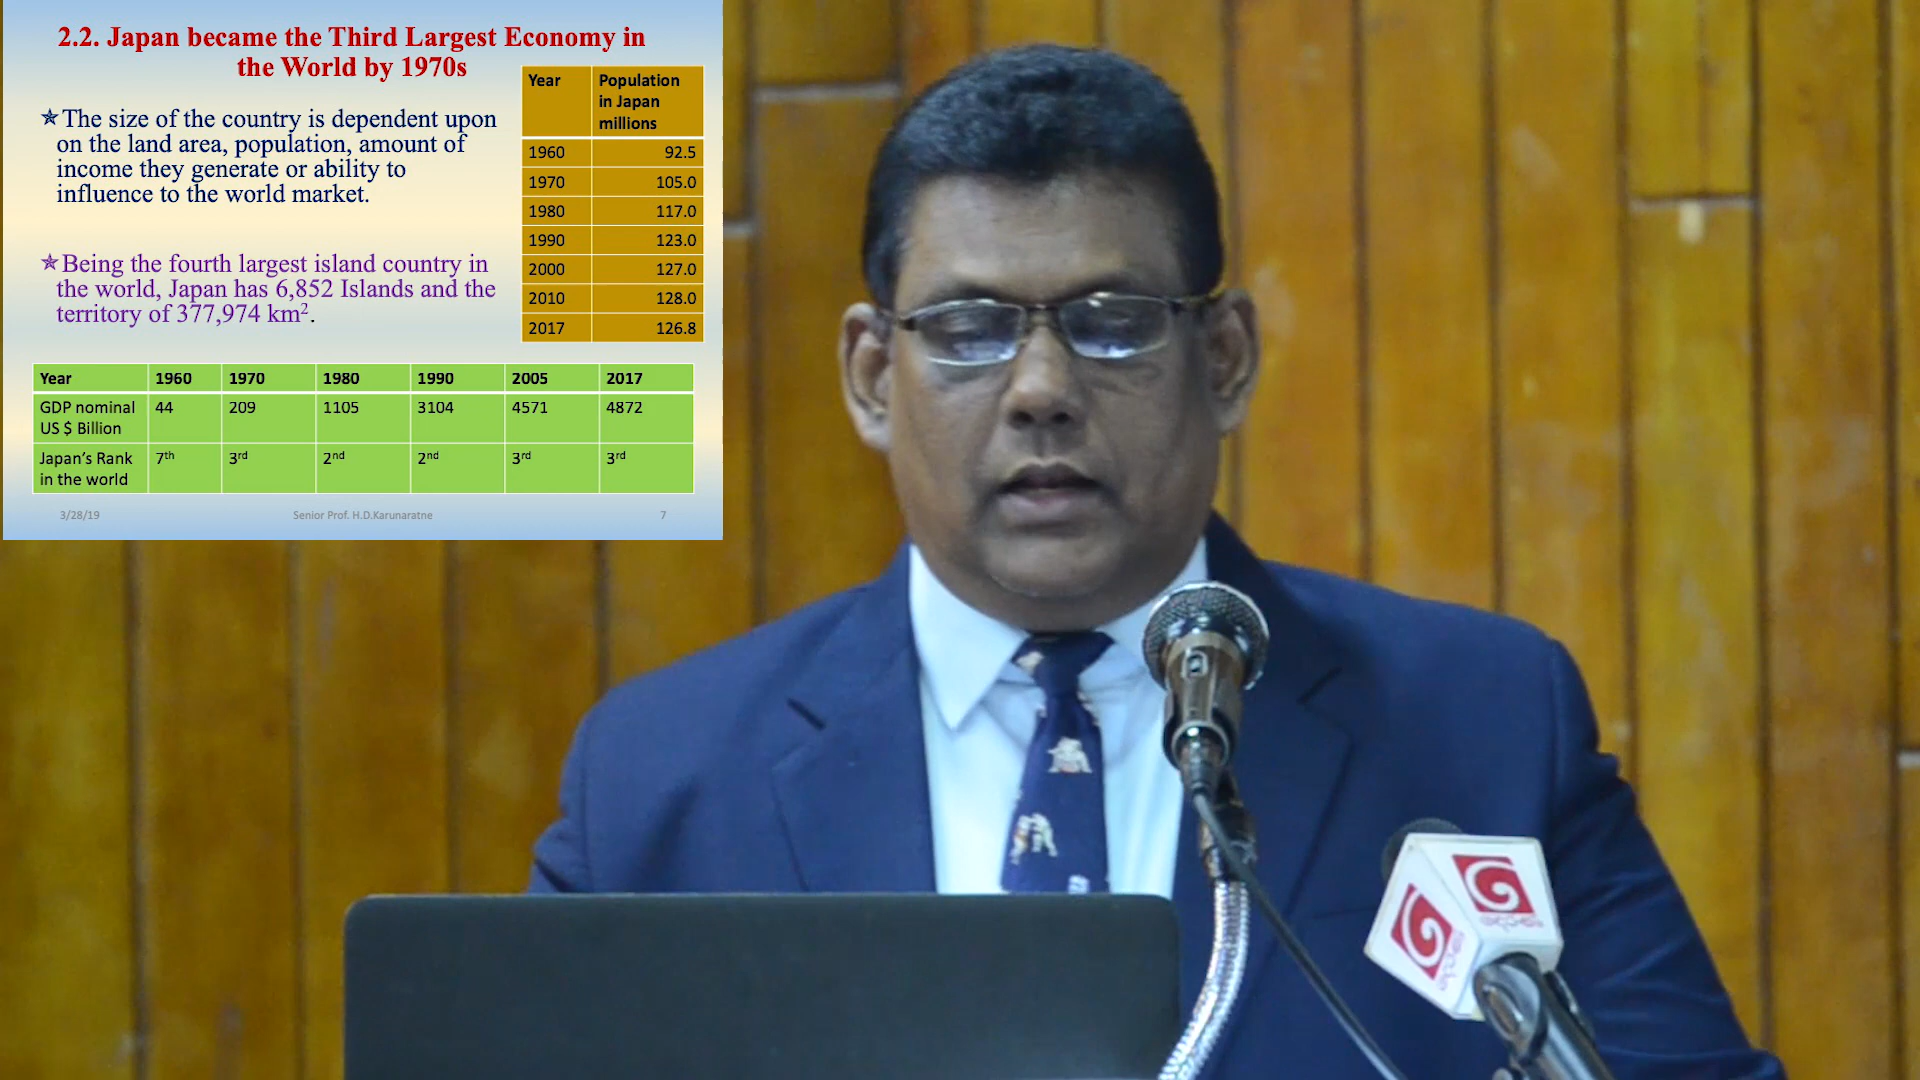 2.2. Japan became the Third Largest Economy in
the World by 1970s
✯The size of the country is dependent upon
on the land area, population, amount of
income they generate or ability to
influence to the world market.
✯Being the fourth largest island country in
the world, Japan has 6,852 Islands and the
territory of 377,974 km².
Year Population
in Japan
millions
1960 92.5
1970 105.0
1980 117.0
1990 123.0
2000 127.0
2010 128.0
2017 126.8
Year 1960 1970 1980 1990 2005 2017
GDP nominal 44 209 1105 3104 4571 4872
US $ Billion
Japan's Rank 7th 3rd 2nd 2nd 3rd 3rd
in the world
3/28/19 Senior Prof. H.D.Karunaratne 7